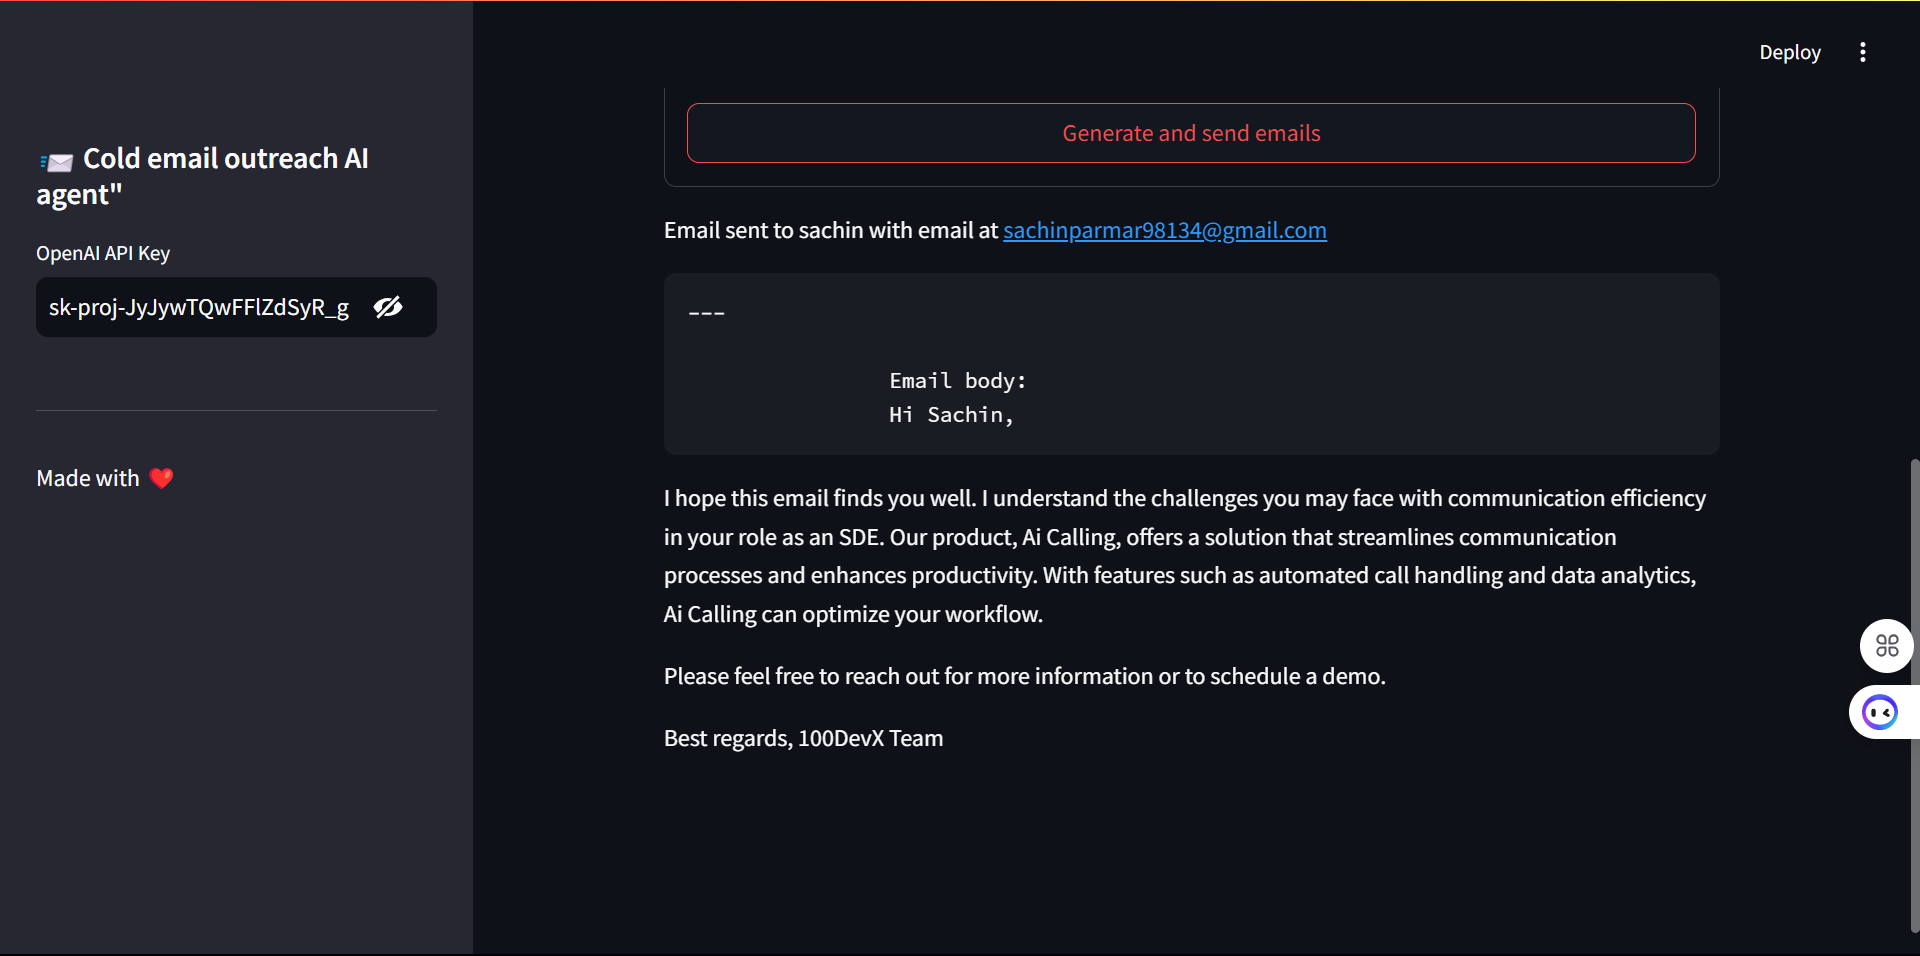 Deploy
Cold email outreach AI
agent"
OpenAI API Key
sk-proj-JyJywTQwFFlZdSyR_g
Made with
Generate and send emails
Email sent to sachin with email at sachinparmar98134@gmail.com
---
Email body:
Hi Sachin,
I hope this email finds you well. I understand the challenges you may face with communication efficiency
in your role as an SDE. Our product, Ai Calling, offers a solution that streamlines communication
processes and enhances productivity. With features such as automated call handling and data analytics,
Ai Calling can optimize your workflow.
Please feel free to reach out for more information or to schedule a demo.
Best regards, 100DevX Team